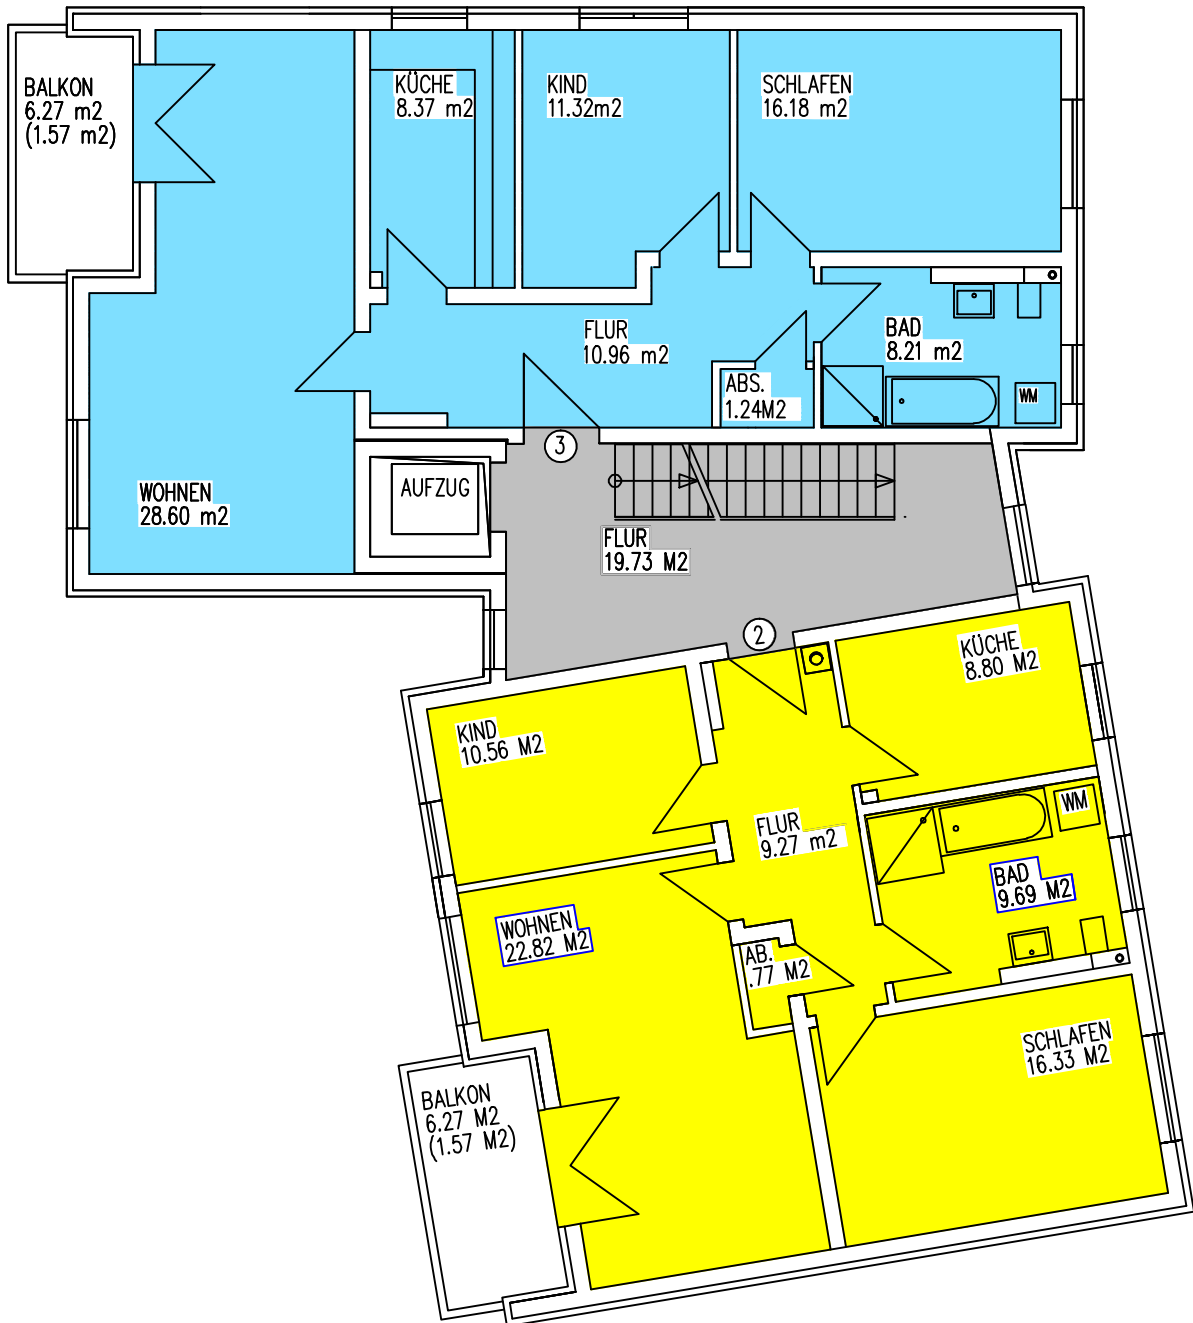 BALKON
6.27 m2
(1.57 m2)
KÜCHE
8.37 m2
KIND
11.32m2
SCHLAFEN
16.18 m2
FLUR
10.96 m2
BAD
8.21 m2
ABS.
1.24M2
WM
3
AUFZUG
WOHNEN
28.60 m2
FLUR
19.73 M2
2
KÜCHE
8.80 M2
KIND
10.56 M2
WM
FLUR
9.27 m2
BAD
9.69 M2
WOHNEN
22.82 M2
AB.
.77 M2
SCHLAFEN
16.33 M2
BALKON
6.27 M2
(1.57 M2)